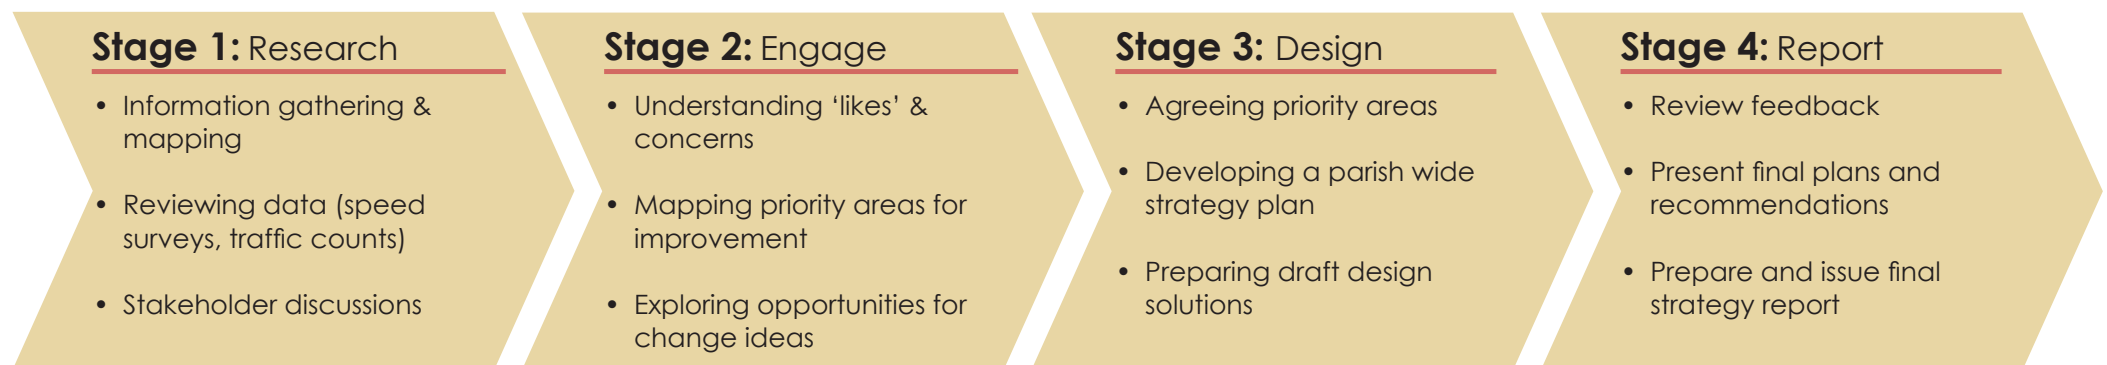 Stage 1: Research
• Information gathering &
mapping
• Reviewing data (speed
surveys, traffic counts)
• Stakeholder discussions
Stage 2: Engage
• Understanding ‘likes’ &
concerns
• Mapping priority areas for
improvement
• Exploring opportunities for
change ideas
Stage 3: Design
• Agreeing priority areas
• Developing a parish wide
strategy plan
• Preparing draft design
solutions
Stage 4: Report
• Review feedback
• Present final plans and
recommendations
• Prepare and issue final
strategy report